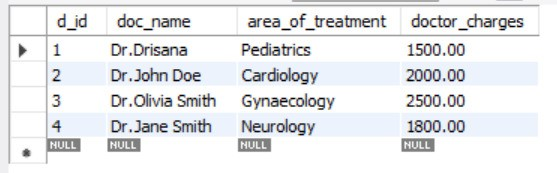 d_id doc_name area_of_treatment doctor_charges
1 Dr.Drisana Pediatrics 1500.00
2 Dr.John Doe Cardiology 2000.00
3 Dr.Olivia Smith Gynaecology 2500.00
4 Dr.Jane Smith Neurology 1800.00
NULL NULL NULL NULL